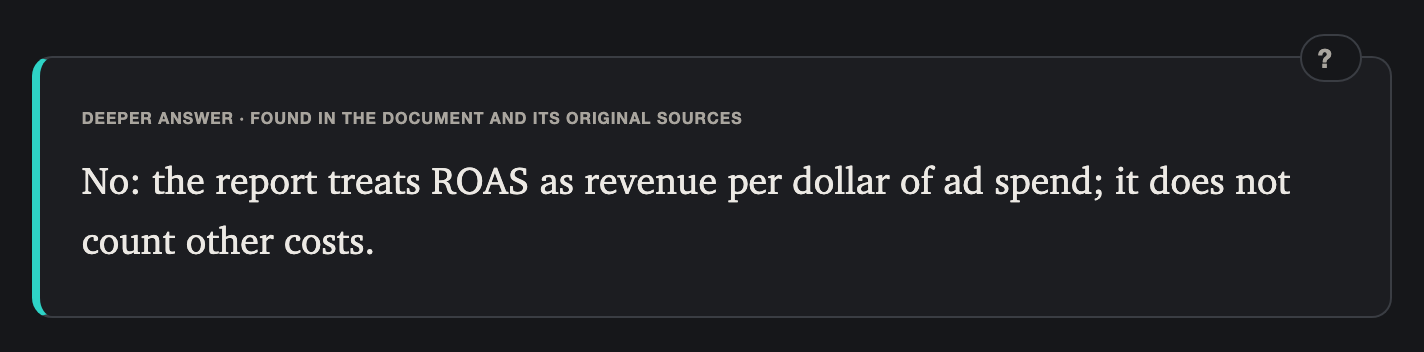 ?
DEEPER ANSWER · FOUND IN THE DOCUMENT AND ITS ORIGINAL SOURCES
No: the report treats ROAS as revenue per dollar of ad spend; it does not
count other costs.